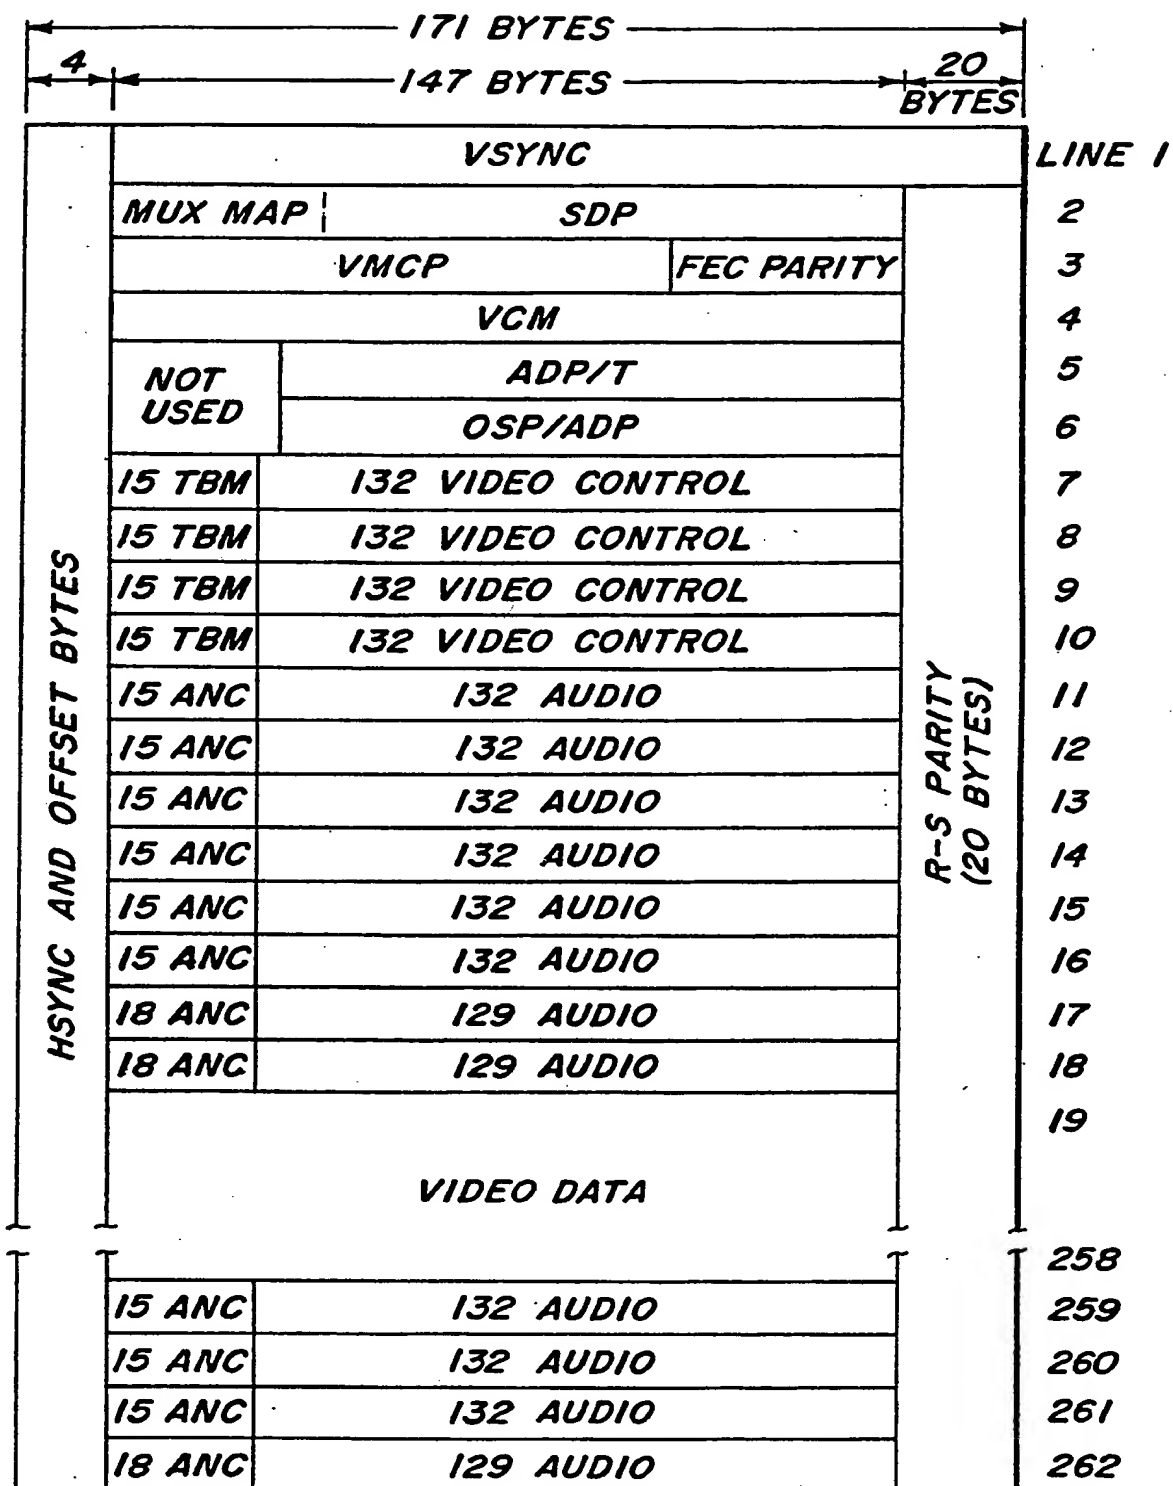 171 BYTES
4 147 BYTES 20 BYTES
VSYNC LINE 1
MUX MAP SDP 2
VMCP FEC PARITY 3
VCM 4
NOT USED ADP/T 5
OSP/ADP 6
15 TBM 132 VIDEO CONTROL 7
15 TBM 132 VIDEO CONTROL 8
15 TBM 132 VIDEO CONTROL 9
15 TBM 132 VIDEO CONTROL 10
15 ANC 132 AUDIO 11
15 ANC 132 AUDIO 12
15 ANC 132 AUDIO 13
15 ANC 132 AUDIO 14
15 ANC 132 AUDIO 15
15 ANC 132 AUDIO 16
18 ANC 129 AUDIO 17
18 ANC 129 AUDIO 18
19
VIDEO DATA
258
15 ANC 132 AUDIO 259
15 ANC 132 AUDIO 260
15 ANC 132 AUDIO 261
18 ANC 129 AUDIO 262
HSYNC AND OFFSET BYTES
R-S PARITY
(20 BYTES)